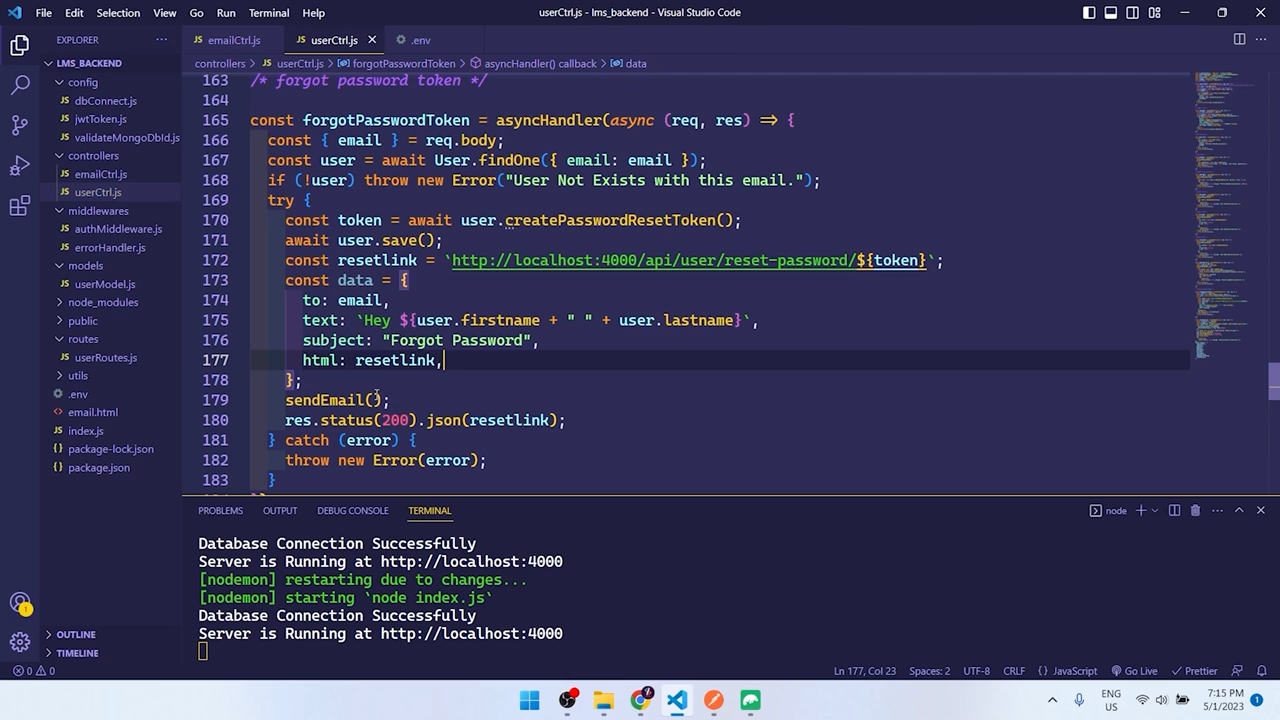 File Edit Selection View Go Run Terminal Help
userCtrl.js - lms_backend - Visual Studio Code
EXPLORER
LMS_BACKEND
config
dbConnect.js
jwtToken.js
validateMongoDbId.js
controllers
emailCtrl.js
userCtrl.js
middlewares
authMiddleware.js
errorHandler.js
models
userModel.js
node_modules
public
routes
userRoutes.js
utils
.env
email.html
index.js
package-lock.json
package.json
OUTLINE
TIMELINE
emailCtrl.js userCtrl.js .env
controllers > userCtrl.js > forgotPasswordToken > asyncHandler() callback > data
163 /* forgot password token */
164
165 const forgotPasswordToken = (async (req, res) =>
166 const { email } = req.body,
167 const user = await User.findOne({ email: email });
168 if (!user) throw new Error( Not Exists with this
169 try {
170 const token = await PasswordResetToken();
171 await user.save();
172 const resetlink = `http://localhost:4000/api/user/reset-password/${token}`,
173 const = {
174 to: email,
175 text: Hey ${user.firstname + " " + user.lastname}`,
176 subject: "Forgot Password",
177 html: resetlink,
178 };
179 sendEmail();
180 res.status(200).json(resetlink);
181 } catch (error) {
182 throw new Error(error);
183 }
PROBLEMS OUTPUT DEBUG CONSOLE TERMINAL
node
Database Connection Successfully
Server is Running at http://localhost:4000
[nodemon] restarting due to changes...
[nodemon] starting `node index.js`
Database Connection Successfully
Server is Running at http://localhost:4000
0 0
Ln 177, Col 23 Spaces: 2 UTF-8 CRLF {} JavaScript Go Live Prettier
ENG
US
7:15 PM
5/1/2023
1